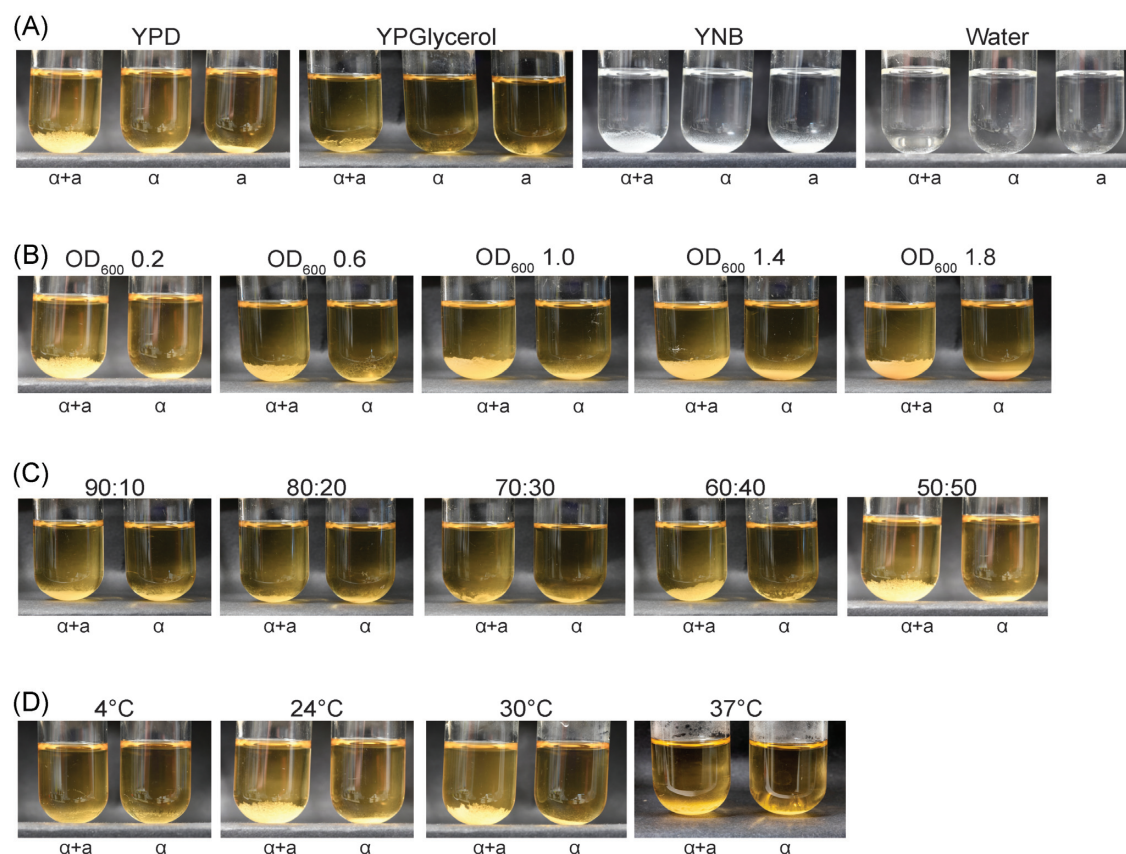 (A)
YPD YPGlycerol YNB Water
α+a α a α+a α a α+a α a α+a α a
(B)
OD600 0.2 OD600 0.6 OD600 1.0 OD600 1.4 OD600 1.8
α+a α α+a α α+a α α+a α α+a α
(C)
90:10 80:20 70:30 60:40 50:50
α+a α α+a α α+a α α+a α α+a α
(D)
4°C 24°C 30°C 37°C
α+a α α+a α α+a α α+a α